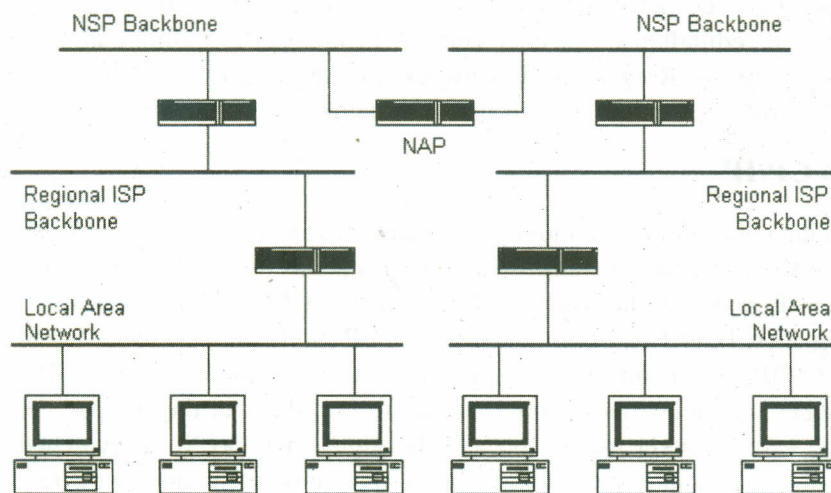 NSP Backbone
NSP Backbone
NAP
Regional ISP
Backbone
Regional ISP
Backbone
Local Area
Network
Local Area
Network